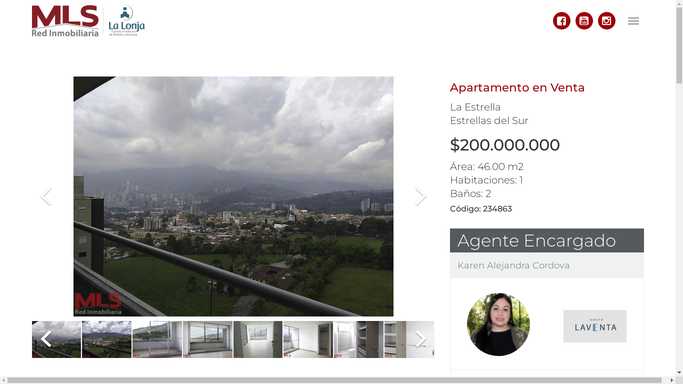 MLS
Red Inmobiliaria
La Lonja
Apartamento en Venta
La Estrella
Estrellas del Sur
$200.000.000
Área: 46.00 m2
Habitaciones: 1
Baños: 2
Código: 234863
Agente Encargado
Karen Alejandra Cordova
LAVENTA
MLS
Red Inmobiliaria